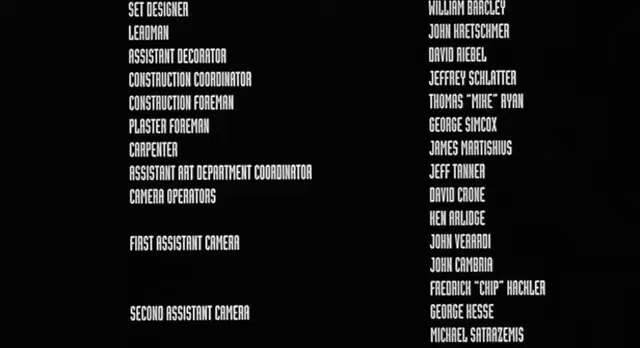 SET DESIGNER WILLIAM BARCLEY
LEADMAN JOHN KRETSCHMER
ASSISTANT DECORATOR DAVID RIEBEL
CONSTRUCTION COORDINATOR JEFFREY SCHLATTER
CONSTRUCTION FOREMAN THOMAS "MIKE" RYAN
PLASTER FOREMAN GEORGE SIMCOX
CARPENTER JAMES MARTISHIUS
ASSISTANT ART DEPARTMENT COORDINATOR JEFF TANNER
CAMERA OPERATORS DAVID CRONE
KEN ARLIDGE
FIRST ASSISTANT CAMERA JOHN VERARDI
JOHN CAMBRIA
FREDRICH "CHIP" HACKLER
SECOND ASSISTANT CAMERA GEORGE HESSE
MICHAEL SATRAZEMIS